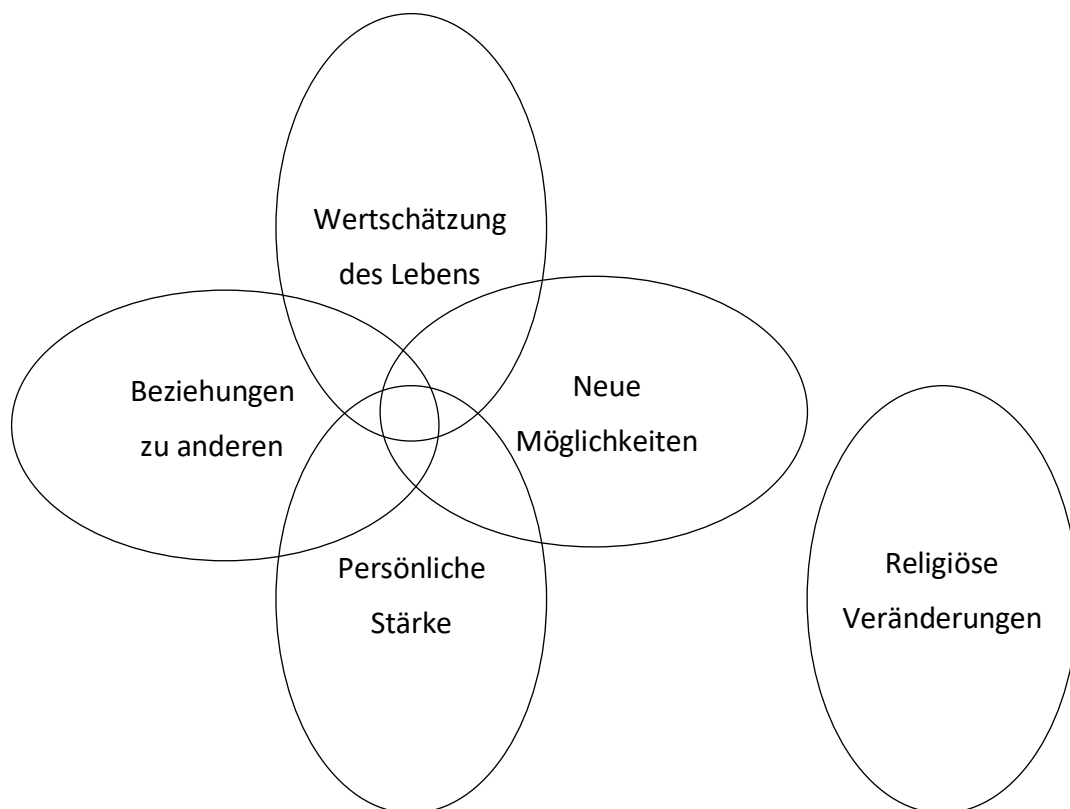 Wertschätzung
des Lebens
Beziehungen
zu anderen
Neue
Möglichkeiten
Persönliche
Stärke
Religiöse
Veränderungen